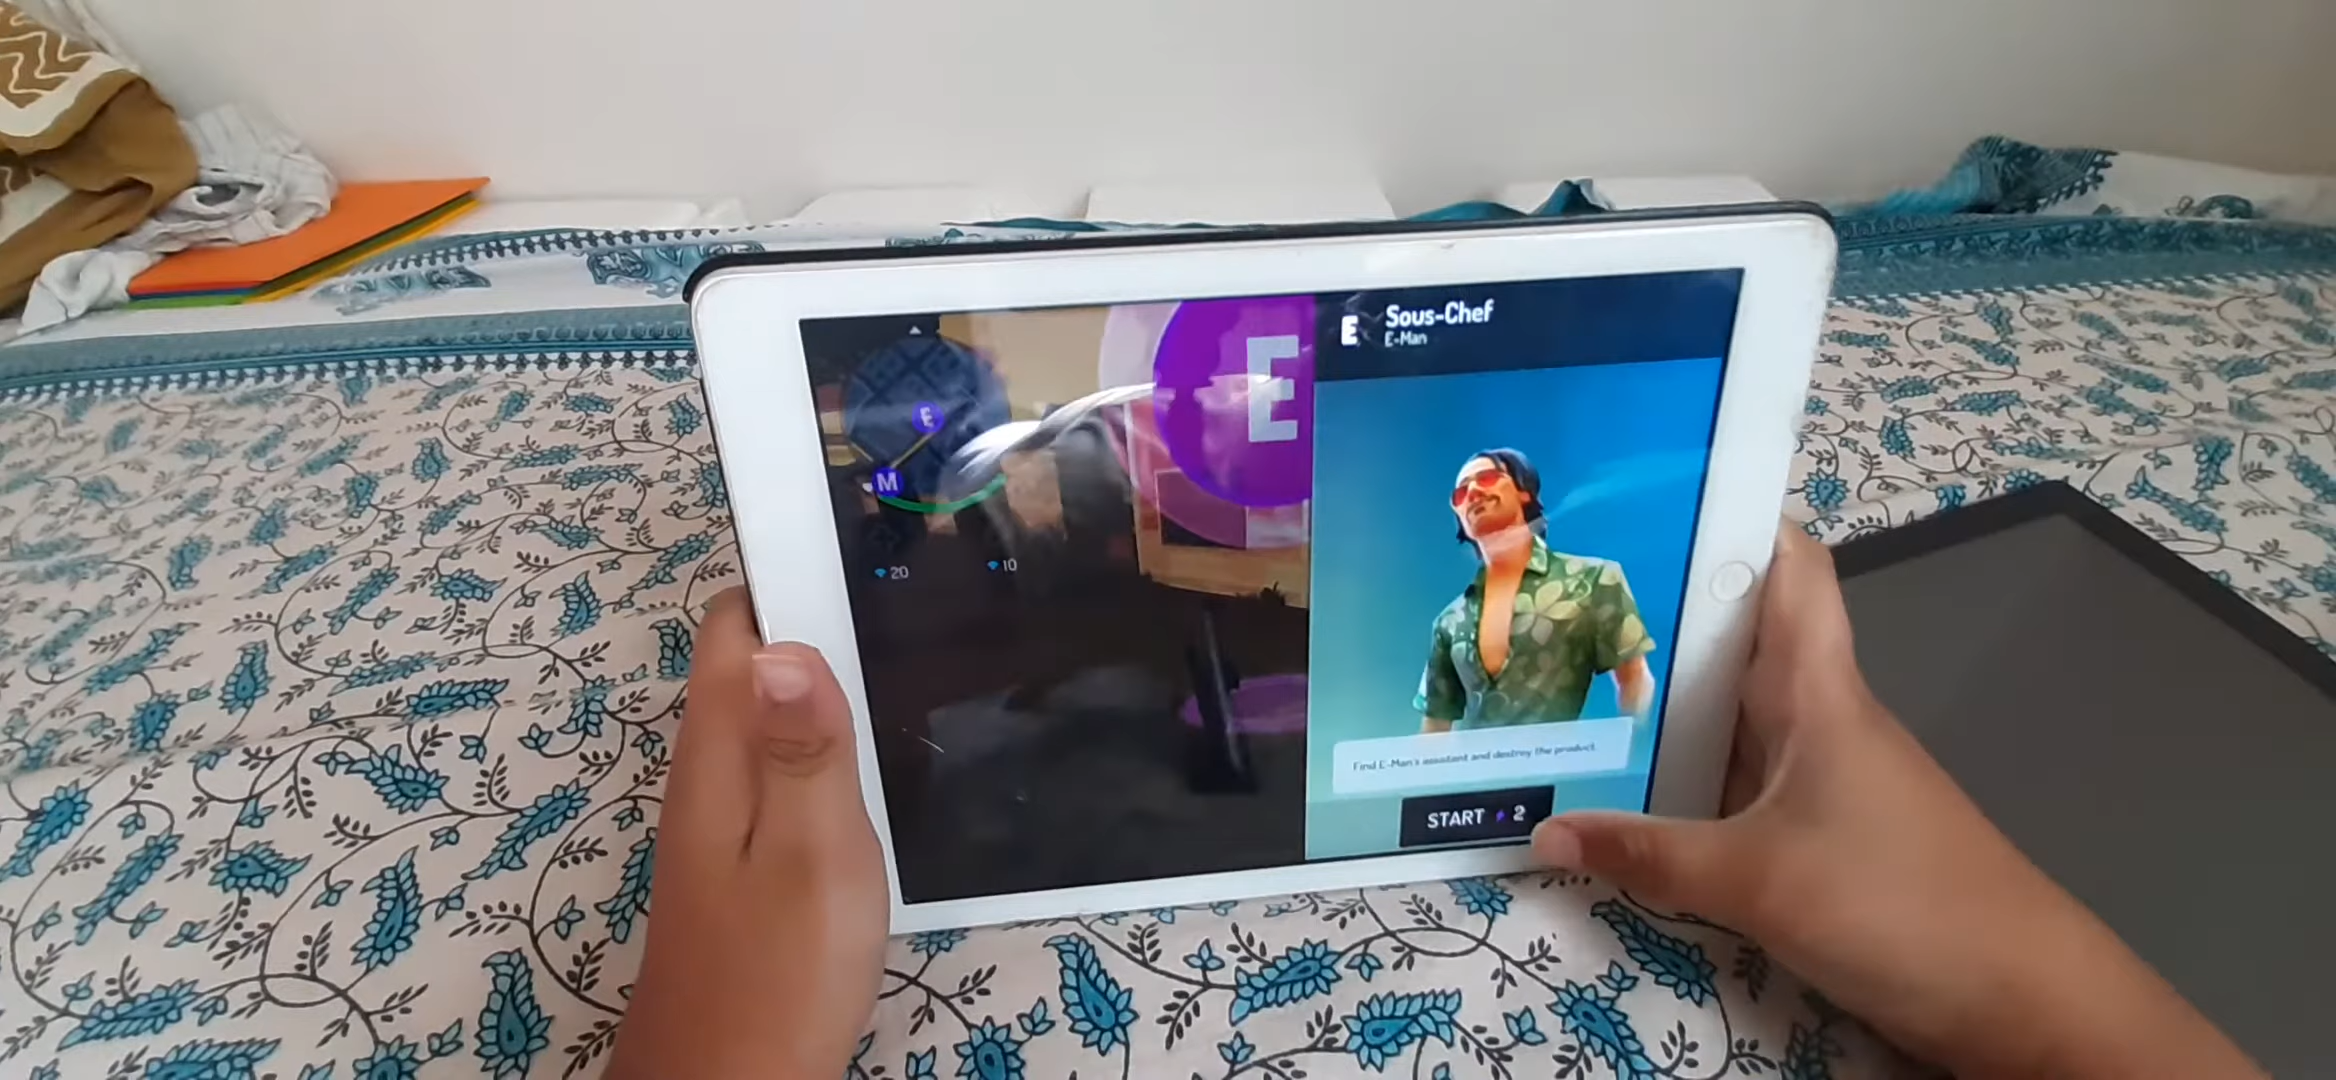 E
M
20
10
E
E
Sous-Chef
E-Man
Find E-Man's assistant and destroy the product.
START 2